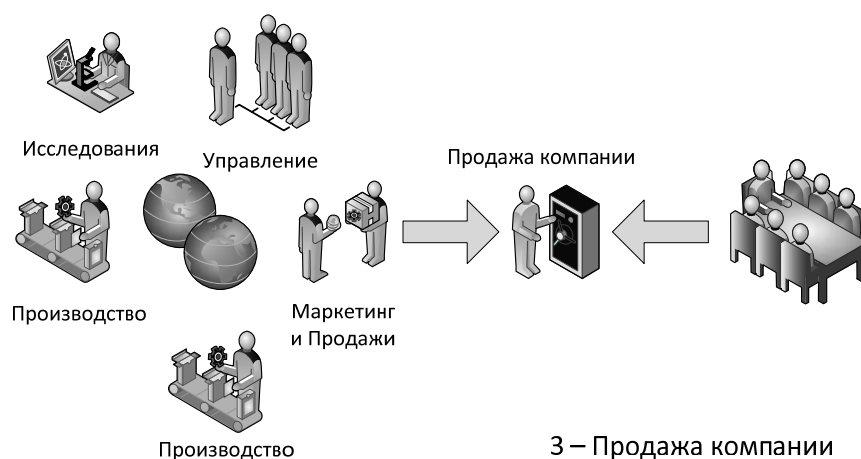 Исследования
Управление
Продажа компании
Производство
Маркетинг
и Продажи
Производство
3 – Продажа компании